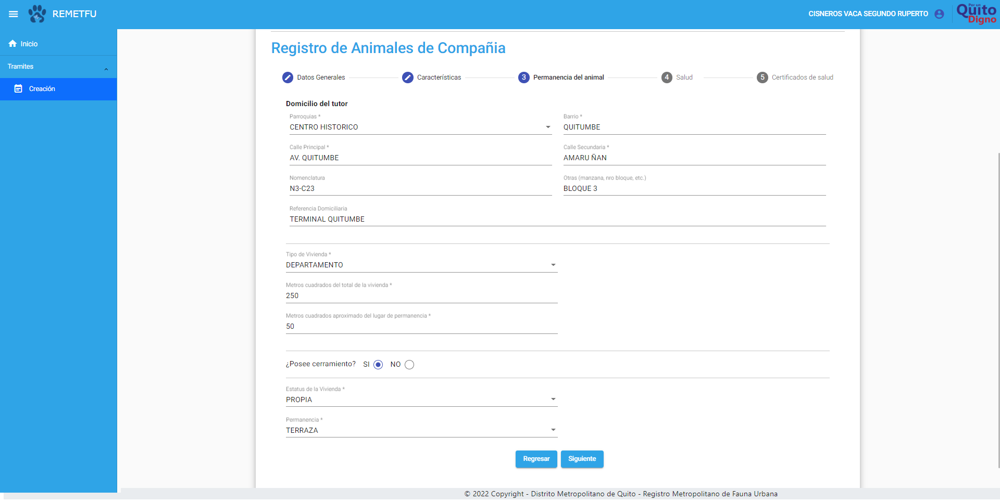 REMETFU
CISNEROS VACA SEGUNDO RUPERTO
Por un
Quito
Digno
Inicio
Tramites
Creación
Registro de Animales de Compañia
Datos Generales
Características
3 Permanencia del animal
4 Salud
5 Certificados de salud
Domicilio del tutor
Parroquias *
CENTRO HISTORICO
Barrio *
QUITUMBE
Calle Principal *
AV. QUITUMBE
Calle Secundaria *
AMARU ÑAN
Nomenclatura
N3-C23
Otras (manzana, nro bloque, etc.)
BLOQUE 3
Referencia Domiciliaria
TERMINAL QUITUMBE
Tipo de Vivienda *
DEPARTAMENTO
Metros cuadrados del total de la vivienda *
250
Metros cuadrados aproximado del lugar de permanencia *
50
¿Posee cerramiento? SI NO
Estatus de la Vivienda *
PROPIA
Permanencia *
TERRAZA
Regresar Siguiente
© 2022 Copyright - Distrito Metropolitano de Quito - Registro Metropolitano de Fauna Urbana